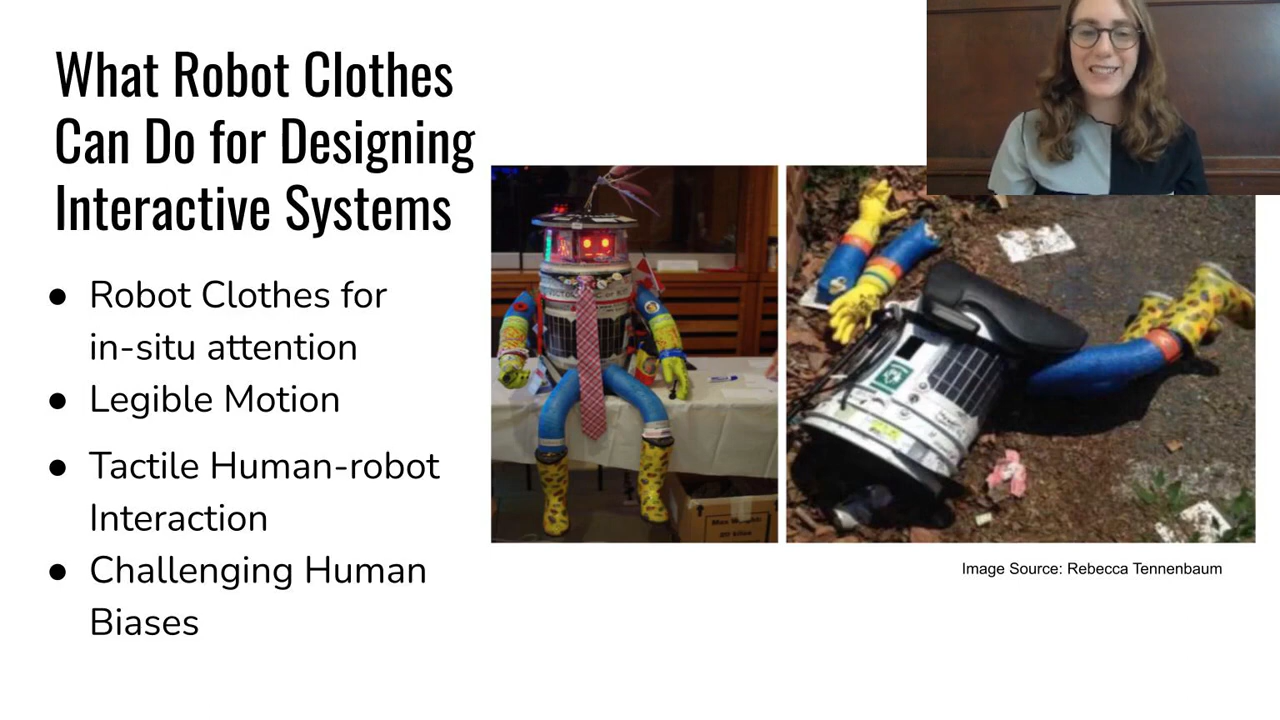 What Robot Clothes
Can Do for Designing
Interactive Systems
● Robot Clothes for
in-situ attention
● Legible Motion
● Tactile Human-robot
Interaction
● Challenging Human
Biases
Image Source: Rebecca Tennenbaum